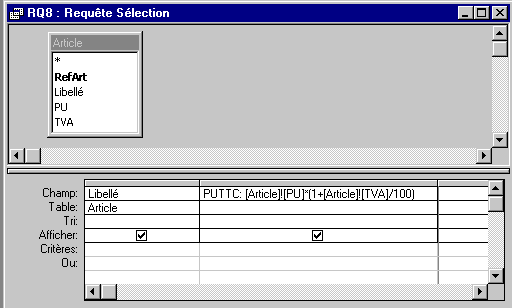 RQ8 : Requête Sélection
Article
*
RefArt
Libellé
PU
TVA
Champ: Libellé PUTTC: [Article]![PU]*(1+[Article]![TVA]/100)
Table: Article
Tri:
Afficher:
Critères:
Ou: